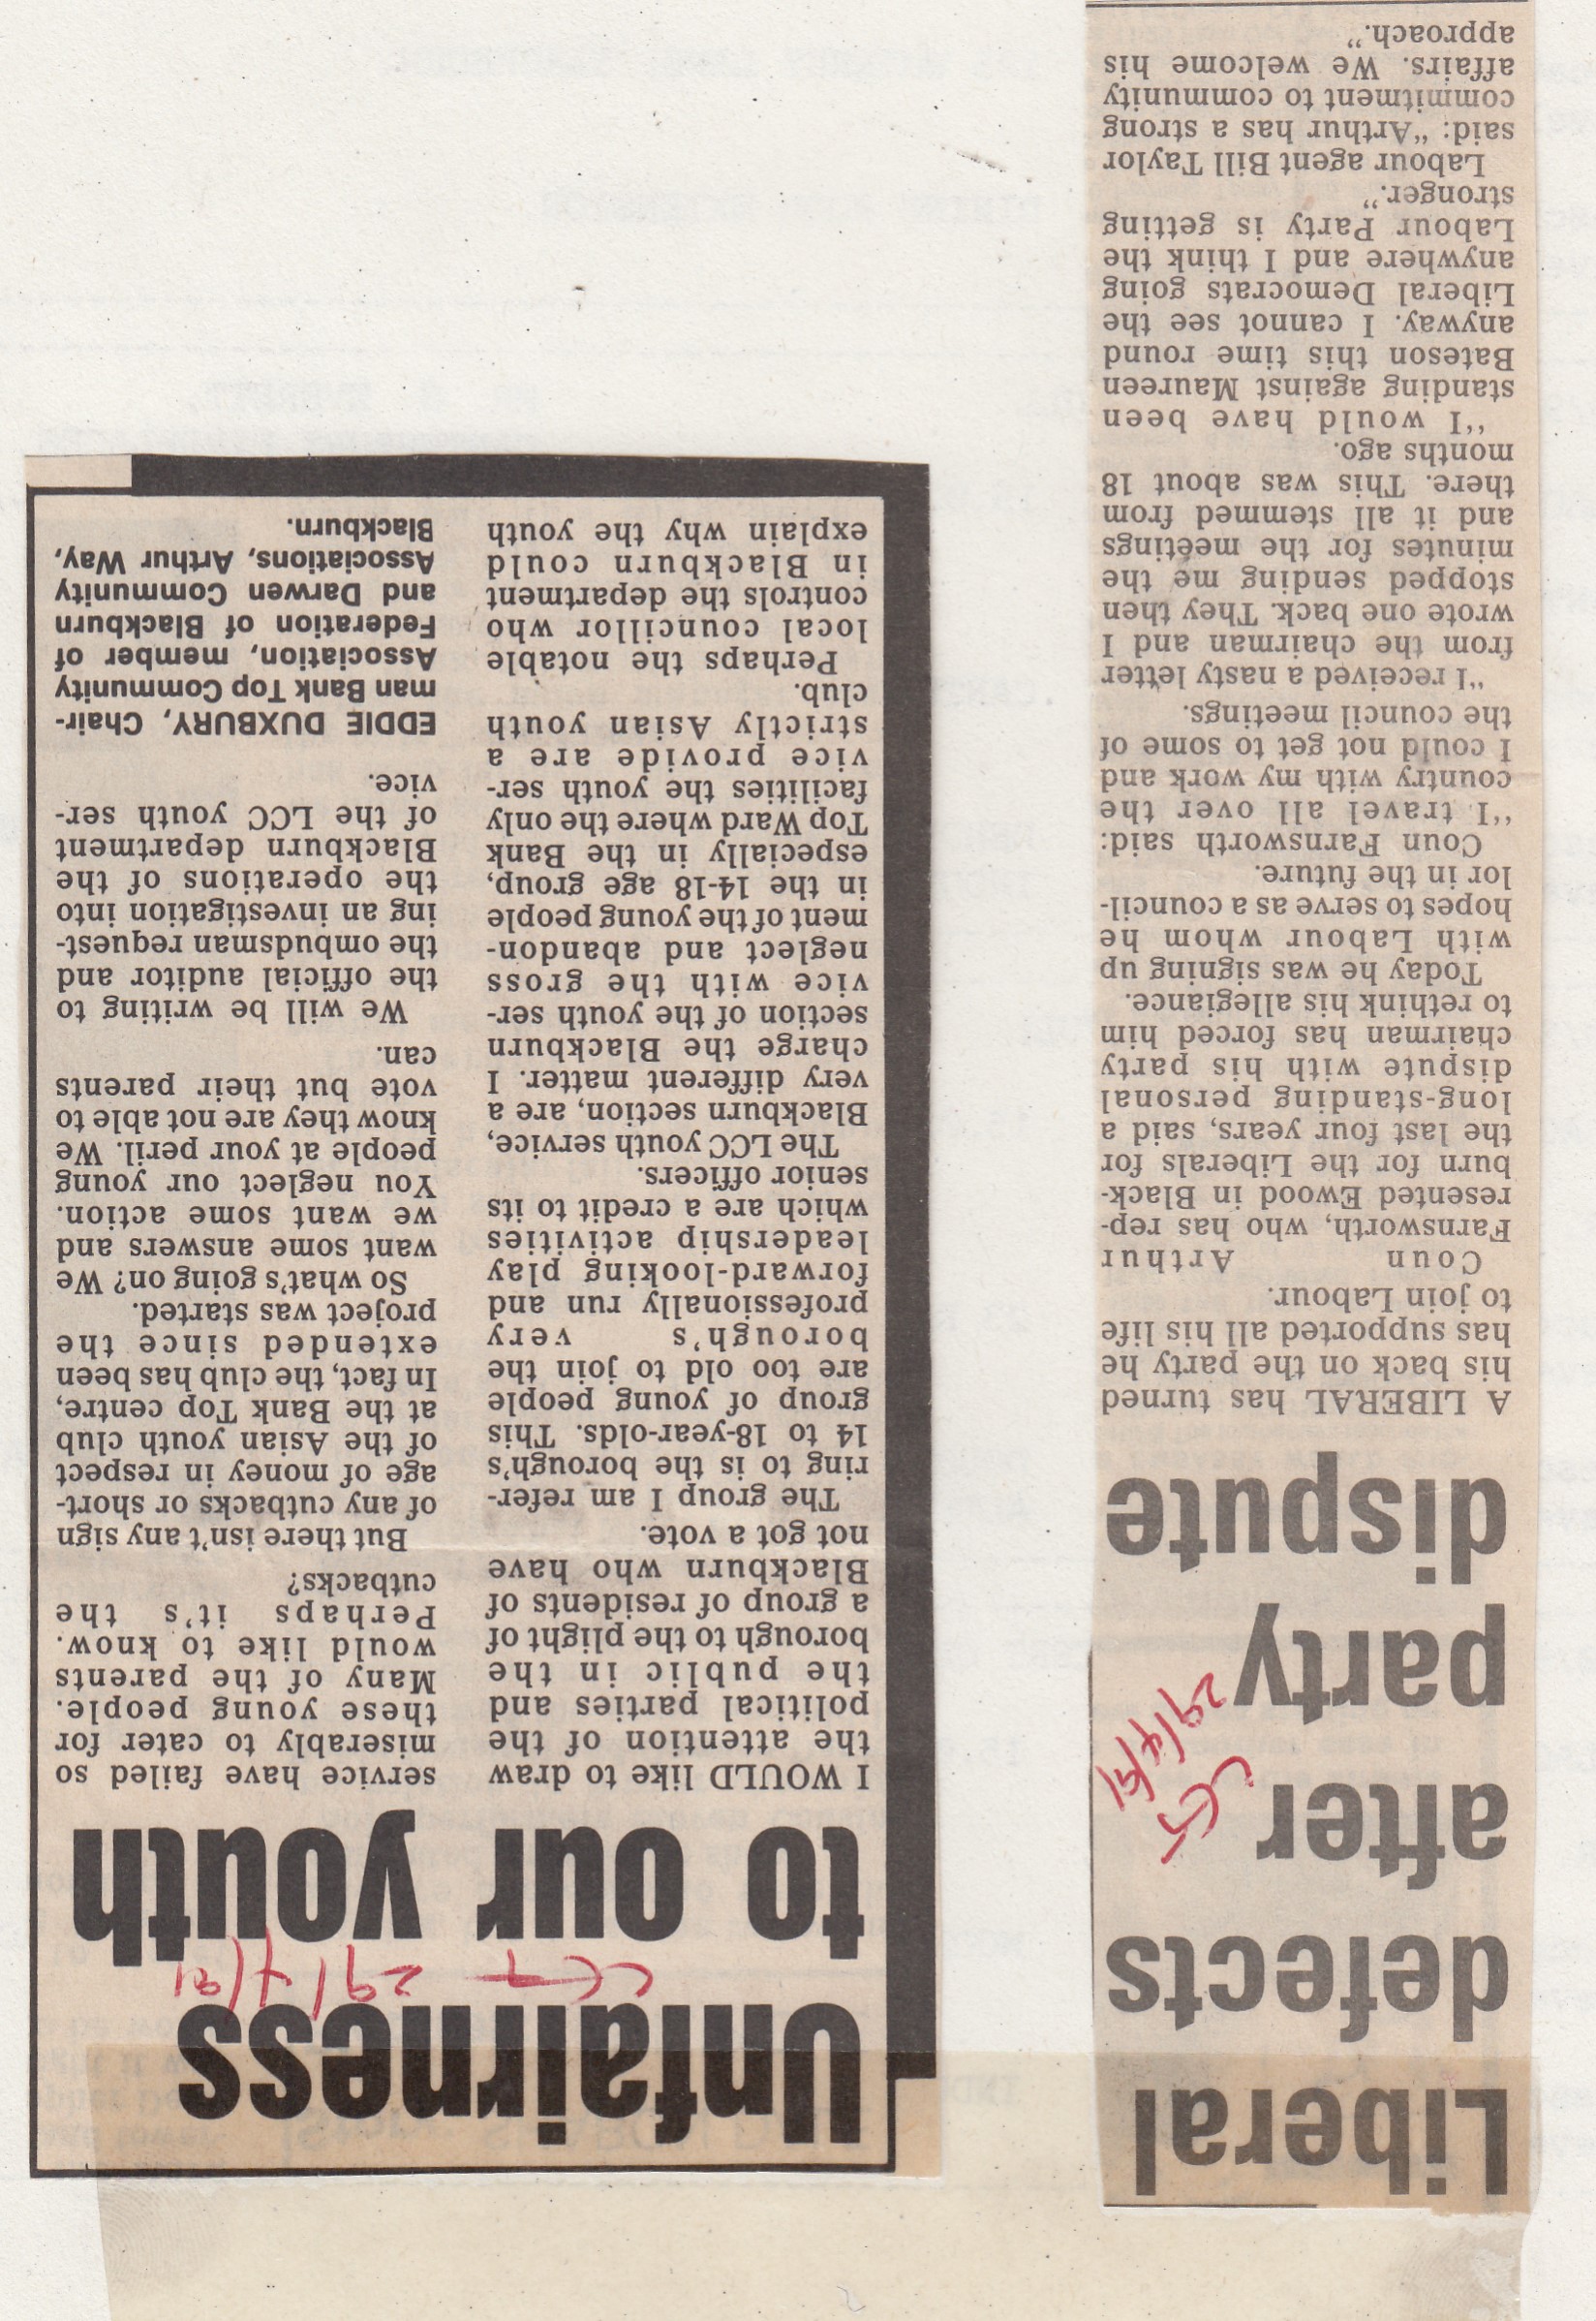 Liberal
defects
after
party
dispute
LET
29/4/91
A LIBERAL has turned
his back on the party he
has supported all his life
to join Labour.
Coun Arthur
Farnsworth, who has rep-
resented Ewood in Black-
burn for the Liberals for
the last four years, said a
long-standing personal
dispute with his party
chairman has forced him
to rethink his allegiance.
Today he was signing up
with Labour whom he
hopes to serve as a council-
lor in the future.
Coun Farnsworth said:
"I travel all over the
country with my work and
I could not get to some of
the council meetings.
"I received a nasty letter
from the chairman and I
wrote one back. They then
stopped sending me the
minutes for the meetings
and it all stemmed from
there. This was about 18
months ago.
"I would have been
standing against Maureen
Bateson this time round
anyway. I cannot see the
Liberal Democrats going
anywhere and I think the
Labour Party is getting
stronger."
Labour agent Bill Taylor
said: "Arthur has a strong
commitment to community
affairs. We welcome his
approach."
Unfairness
LET 29/4/91
to our youth
I WOULD like to draw
the attention of the
political parties and
the public in the
borough to the plight of
a group of residents of
Blackburn who have
not got a vote.
The group I am refer-
ring to is the borough's
14 to 18-year-olds. This
group of young people
are too old to join the
borough's very
professionally run and
forward-looking play
leadership activities
which are a credit to its
senior officers.
The LCC youth service,
Blackburn section, are a
very different matter. I
charge the Blackburn
section of the youth ser-
vice with the gross
neglect and abandon-
ment of the young people
in the 14-18 age group,
especially in the Bank
Top Ward where the only
facilities the youth ser-
vice provide are a
strictly Asian youth
club.
Perhaps the notable
local councillor who
controls the department
in Blackburn could
explain why the youth
service have failed so
miserably to cater for
these young people.
Many of the parents
would like to know.
Perhaps it's the
cutbacks?
But there isn't any sign
of any cutbacks or short-
age of money in respect
of the Asian youth club
at the Bank Top centre,
In fact, the club has been
extended since the
project was started.
So what's going on? We
want some answers and
we want some action.
You neglect our young
people at your peril. We
know they are not able to
vote but their parents
can.
We will be writing to
the official auditor and
the ombudsman request-
ing an investigation into
the operations of the
Blackburn department
of the LCC youth ser-
vice.
EDDIE DUXBURY, Chair-
man Bank Top Community
Association, member of
Federation of Blackburn
and Darwen Community
Associations, Arthur Way,
Blackburn.